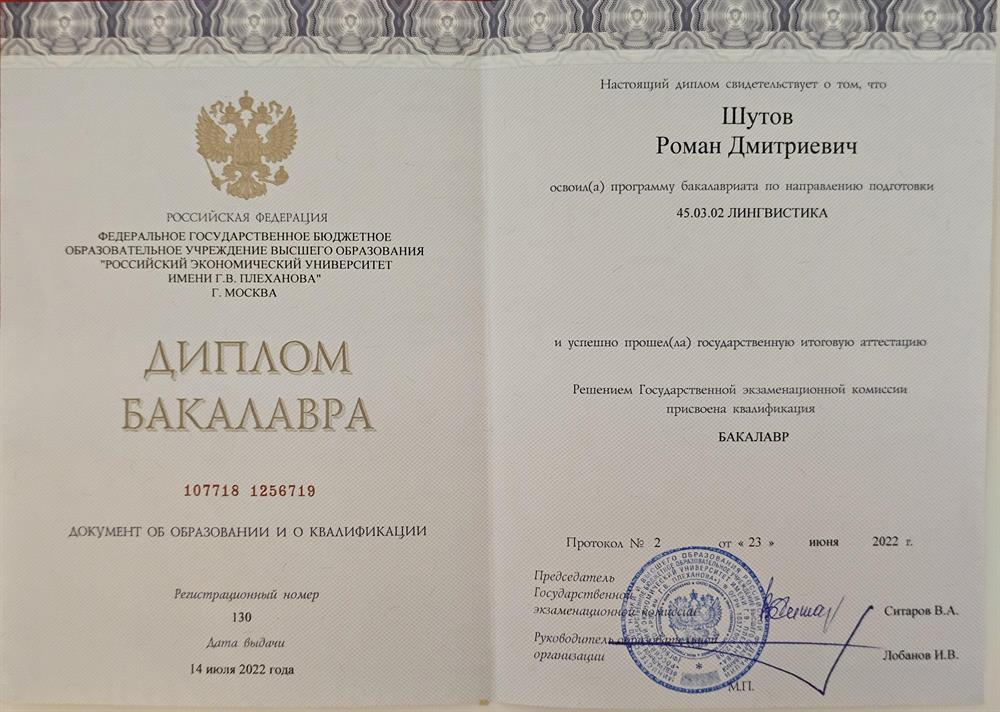 РОССИЙСКАЯ ФЕДЕРАЦИЯ
ФЕДЕРАЛЬНОЕ ГОСУДАРСТВЕННОЕ БЮДЖЕТНОЕ
ОБРАЗОВАТЕЛЬНОЕ УЧРЕЖДЕНИЕ ВЫСШЕГО ОБРАЗОВАНИЯ
"РОССИЙСКИЙ ЭКОНОМИЧЕСКИЙ УНИВЕРСИТЕТ
ИМЕНИ Г.В. ПЛЕХАНОВА"
Г. МОСКВА
ДИПЛОМ
БАКАЛАВРА
107718 1256719
ДОКУМЕНТ ОБ ОБРАЗОВАНИИ И О КВАЛИФИКАЦИИ
Регистрационный номер
130
Дата выдачи
14 июля 2022 года
Настоящий диплом свидетельствует о том, что
Шутов
Роман Дмитриевич
освоил(а) программу бакалавриата по направлению подготовки
45.03.02 ЛИНГВИСТИКА
и успешно прошел(ла) государственную итоговую аттестацию
Решением Государственной экзаменационной комиссии
присвоена квалификация
БАКАЛАВР
Протокол № 2 от « 23 » июня 2022 г.
Председатель
Государственной
экзаменационной комиссии
Ситаров В.А.
Руководитель образовательной
организации
Лобанов И.В.
М.П.